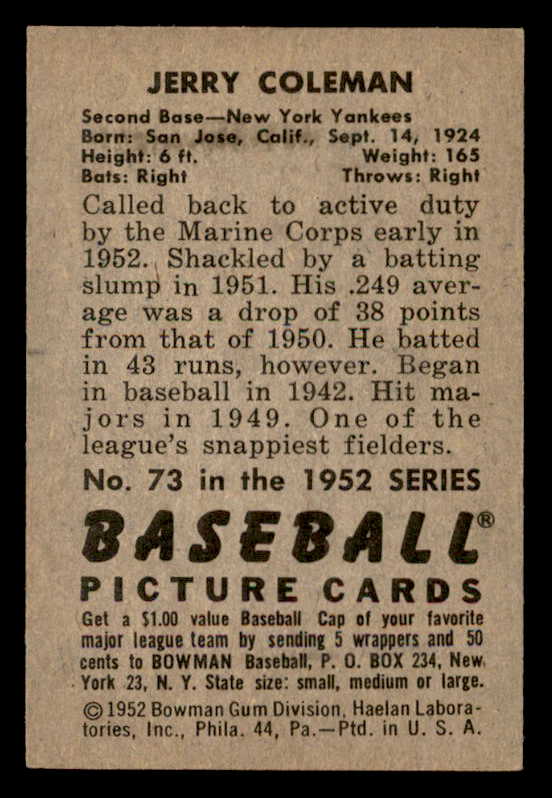 JERRY COLEMAN
Second Base—New York Yankees
Born: San Jose, Calif., Sept. 14, 1924
Height: 6 ft. Weight: 165
Bats: Right Throws: Right
Called back to active duty
by the Marine Corps early in
1952. Shackled by a batting
slump in 1951. His .249 aver-
age was a drop of 38 points
from that of 1950. He batted
in 43 runs, however. Began
in baseball in 1942. Hit ma-
jors in 1949. One of the
league's snappiest fielders.
No. 73 in the 1952 SERIES
BASEBALL®
PICTURE CARDS
Get a $1.00 value Baseball Cap of your favorite
major league team by sending 5 wrappers and 50
cents to BOWMAN Baseball, P. O. BOX 234, New
York 23, N. Y. State size: small, medium or large.
©1952 Bowman Gum Division, Haelan Labora-
tories, Inc., Phila. 44, Pa.—Ptd. in U. S. A.